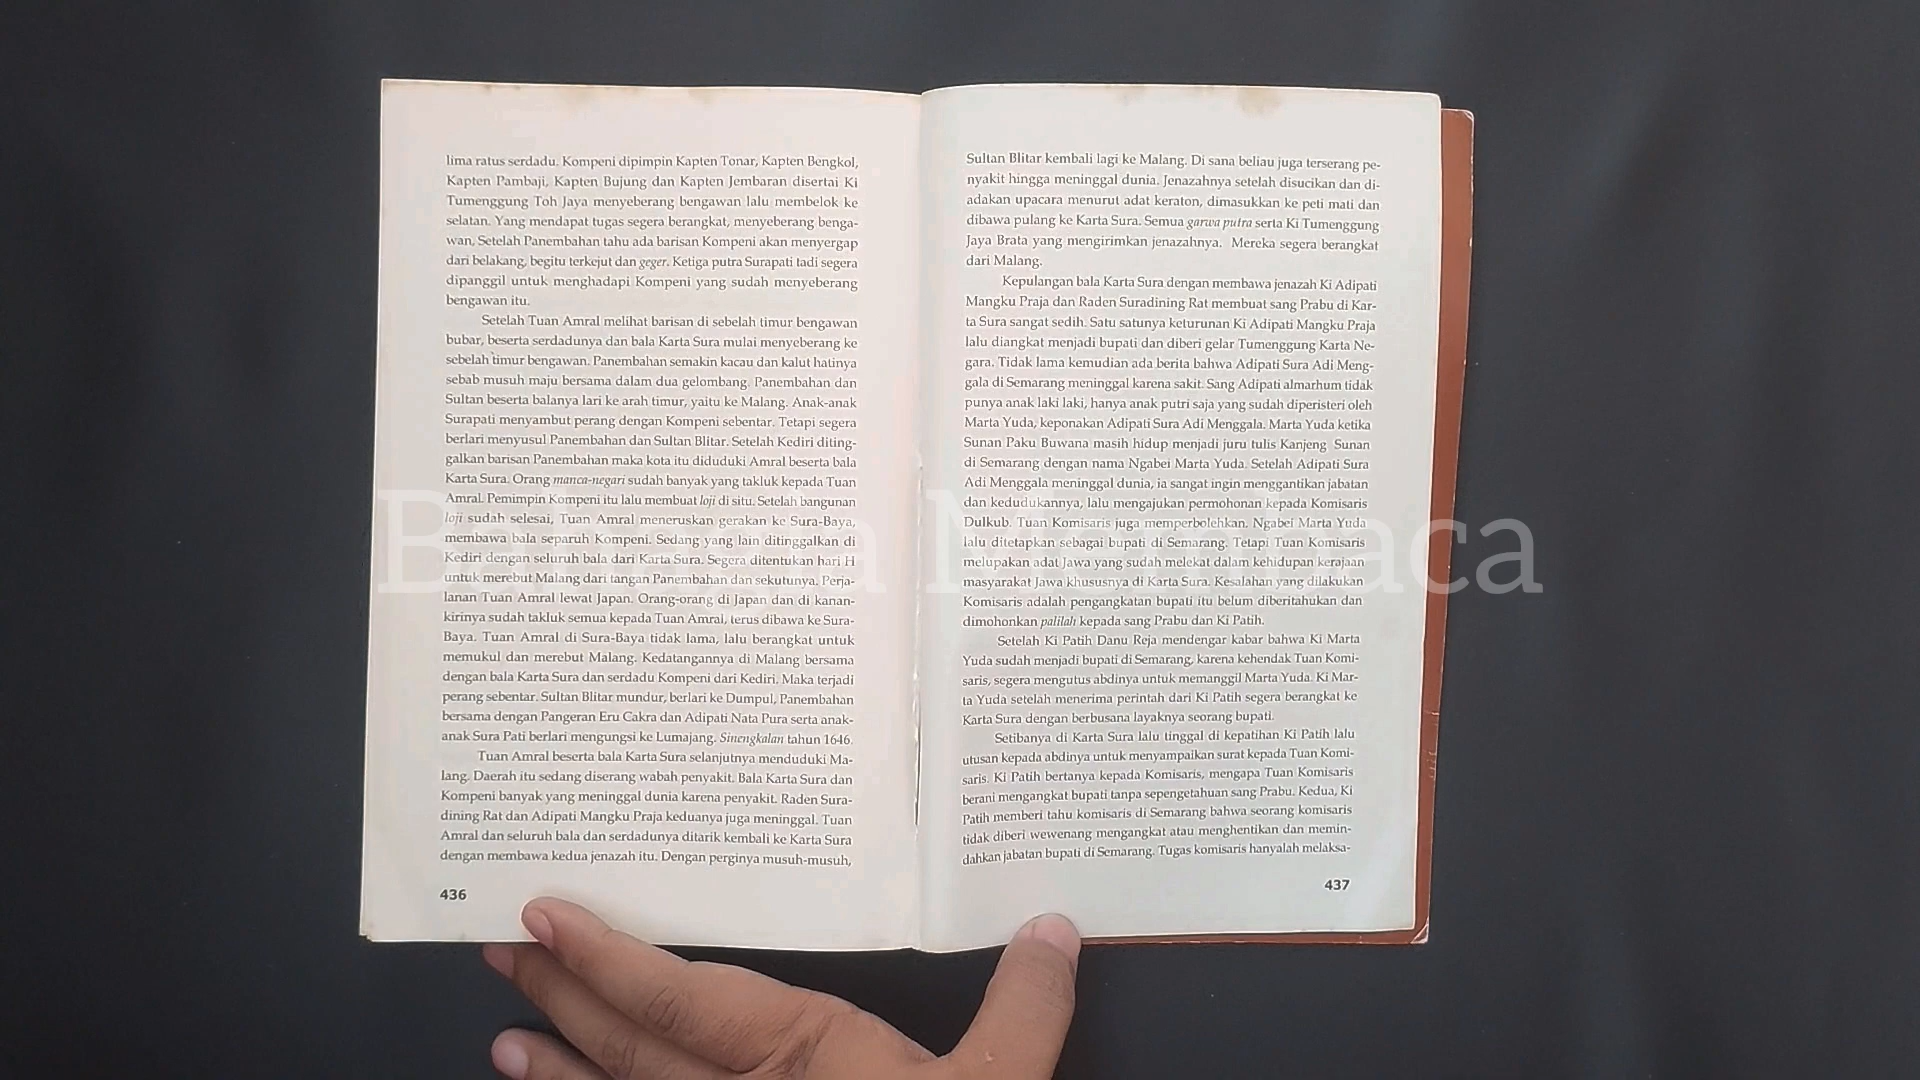 lima ratus serdadu. Kompeni dipimpin Kapten Tonar, Kapten Bengkol,
Kapten Pambaji, Kapten Bujung dan Kapten Jembaran disertai Ki
Tumenggung Toh Jaya menyeberang bengawan lalu membelok ke
selatan. Yang mendapat tugas segera berangkat, menyeberang benga-
wan. Setelah Panembahan tahu ada barisan Kompeni akan menyergap
dari belakang, begitu terkejut dan geger. Ketiga putra Surapati tadi segera
dipanggil untuk menghadapi Kompeni yang sudah menyeberang
bengawan itu.
Setelah Tuan Amral melihat barisan di sebelah timur bengawan
bubar, beserta serdadunya dan bala Karta Sura mulai menyeberang ke
sebelah timur bengawan. Panembahan semakin kacau dan kalut hatinya
sebab musuh maju bersama dalam dua gelombang. Panembahan dan
Sultan beserta balanya lari ke arah timur, yaitu ke Malang. Anak-anak
Surapati menyambut perang dengan Kompeni sebentar. Tetapi segera
berlari menyusul Panembahan dan Sultan Blitar. Setelah Kediri diting-
galkan barisan Panembahan maka kota itu diduduki Amral beserta bala
Karta Sura. Orang manca-negari sudah banyak yang takluk kepada Tuan
Amral. Pemimpin Kompeni itu lalu membuat loji di situ. Setelah bangunan
loji sudah selesai, Tuan Amral meneruskan gerakan ke Sura-Baya,
membawa bala separuh Kompeni. Sedang yang lain ditinggalkan di
Kediri dengan seluruh bala dari Karta Sura. Segera ditentukan hari H
untuk merebut Malang dari tangan Panembahan dan sekutunya. Perja-
lanan Tuan Amral lewat Japan. Orang-orang di Japan dan di kanan-
kirinya sudah takluk semua kepada Tuan Amral, terus dibawa ke Sura-
Baya. Tuan Amral di Sura-Baya tidak lama, lalu berangkat untuk
memukul dan merebut Malang. Kedatangannya di Malang bersama
dengan bala Karta Sura dan serdadu Kompeni dari Kediri. Maka terjadi
perang sebentar. Sultan Blitar mundur, berlari ke Dumpul, Panembahan
bersama dengan Pangeran Eru Cakra dan Adipati Nata Pura serta anak-
anak Sura Pati berlari mengungsi ke Lumajang. Sinengkalan tahun 1646.
Tuan Amral beserta bala Karta Sura selanjutnya menduduki Ma-
lang. Daerah itu sedang diserang wabah penyakit. Bala Karta Sura dan
Kompeni banyak yang meninggal dunia karena penyakit. Raden Sura-
dining Rat dan Adipati Mangku Praja keduanya juga meninggal. Tuan
Amral dan seluruh bala dan serdadunya ditarik kembali ke Karta Sura
dengan membawa kedua jenazah itu. Dengan perginya musuh-musuh,
436
Sultan Blitar kembali lagi ke Malang. Di sana beliau juga terserang pe-
nyakit hingga meninggal dunia. Jenazahnya setelah disucikan dan di-
adakan upacara menurut adat keraton, dimasukkan ke peti mati dan
dibawa pulang ke Karta Sura. Semua garwa putra serta Ki Tumenggung
Jaya Brata yang mengirimkan jenazahnya. Mereka segera berangkat
dari Malang.
Kepulangan bala Karta Sura dengan membawa jenazah Ki Adipati
Mangku Praja dan Raden Suradining Rat membuat sang Prabu di Kar-
ta Sura sangat sedih. Satu satunya keturunan Ki Adipati Mangku Praja
lalu diangkat menjadi bupati dan diberi gelar Tumenggung Karta Ne-
gara. Tidak lama kemudian ada berita bahwa Adipati Sura Adi Meng-
gala di Semarang meninggal karena sakit. Sang Adipati almarhum tidak
punya anak laki laki, hanya anak putri saja yang sudah diperisteri oleh
Marta Yuda, keponakan Adipati Sura Adi Menggala. Marta Yuda ketika
Sunan Paku Buwana masih hidup menjadi juru tulis Kanjeng Sunan
di Semarang dengan nama Ngabei Marta Yuda. Setelah Adipati Sura
Adi Menggala meninggal dunia, ia sangat ingin menggantikan jabatan
dan kedudukannya, lalu mengajukan permohonan kepada Komisaris
Dulkub. Tuan Komisaris juga memperbolehkan. Ngabei Marta Yuda
lalu ditetapkan sebagai bupati di Semarang. Tetapi Tuan Komisaris
melupakan adat Jawa yang sudah melekat dalam kehidupan kerajaan
masyarakat Jawa khususnya di Karta Sura. Kesalahan yang dilakukan
Komisaris adalah pengangkatan bupati itu belum diberitahukan dan
dimohonkan palilah kepada sang Prabu dan Ki Patih.
Setelah Ki Patih Danu Reja mendengar kabar bahwa Ki Marta
Yuda sudah menjadi bupati di Semarang, karena kehendak Tuan Komi-
saris, segera mengutus abdinya untuk memanggil Marta Yuda. Ki Mar-
ta Yuda setelah menerima perintah dari Ki Patih segera berangkat ke
Karta Sura dengan berbusana layaknya seorang bupati.
Setibanya di Karta Sura lalu tinggal di kepatihan Ki Patih lalu
utusan kepada abdinya untuk menyampaikan surat kepada Tuan Komi-
saris. Ki Patih bertanya kepada Komisaris, mengapa Tuan Komisaris
berani mengangkat bupati tanpa sepengetahuan sang Prabu. Kedua, Ki
Patih memberi tahu komisaris di Semarang bahwa seorang komisaris
tidak diberi wewenang mengangkat atau menghentikan dan memin-
dahkan jabatan bupati di Semarang. Tugas komisaris hanyalah melaksa-
437
Bahagia Membaca